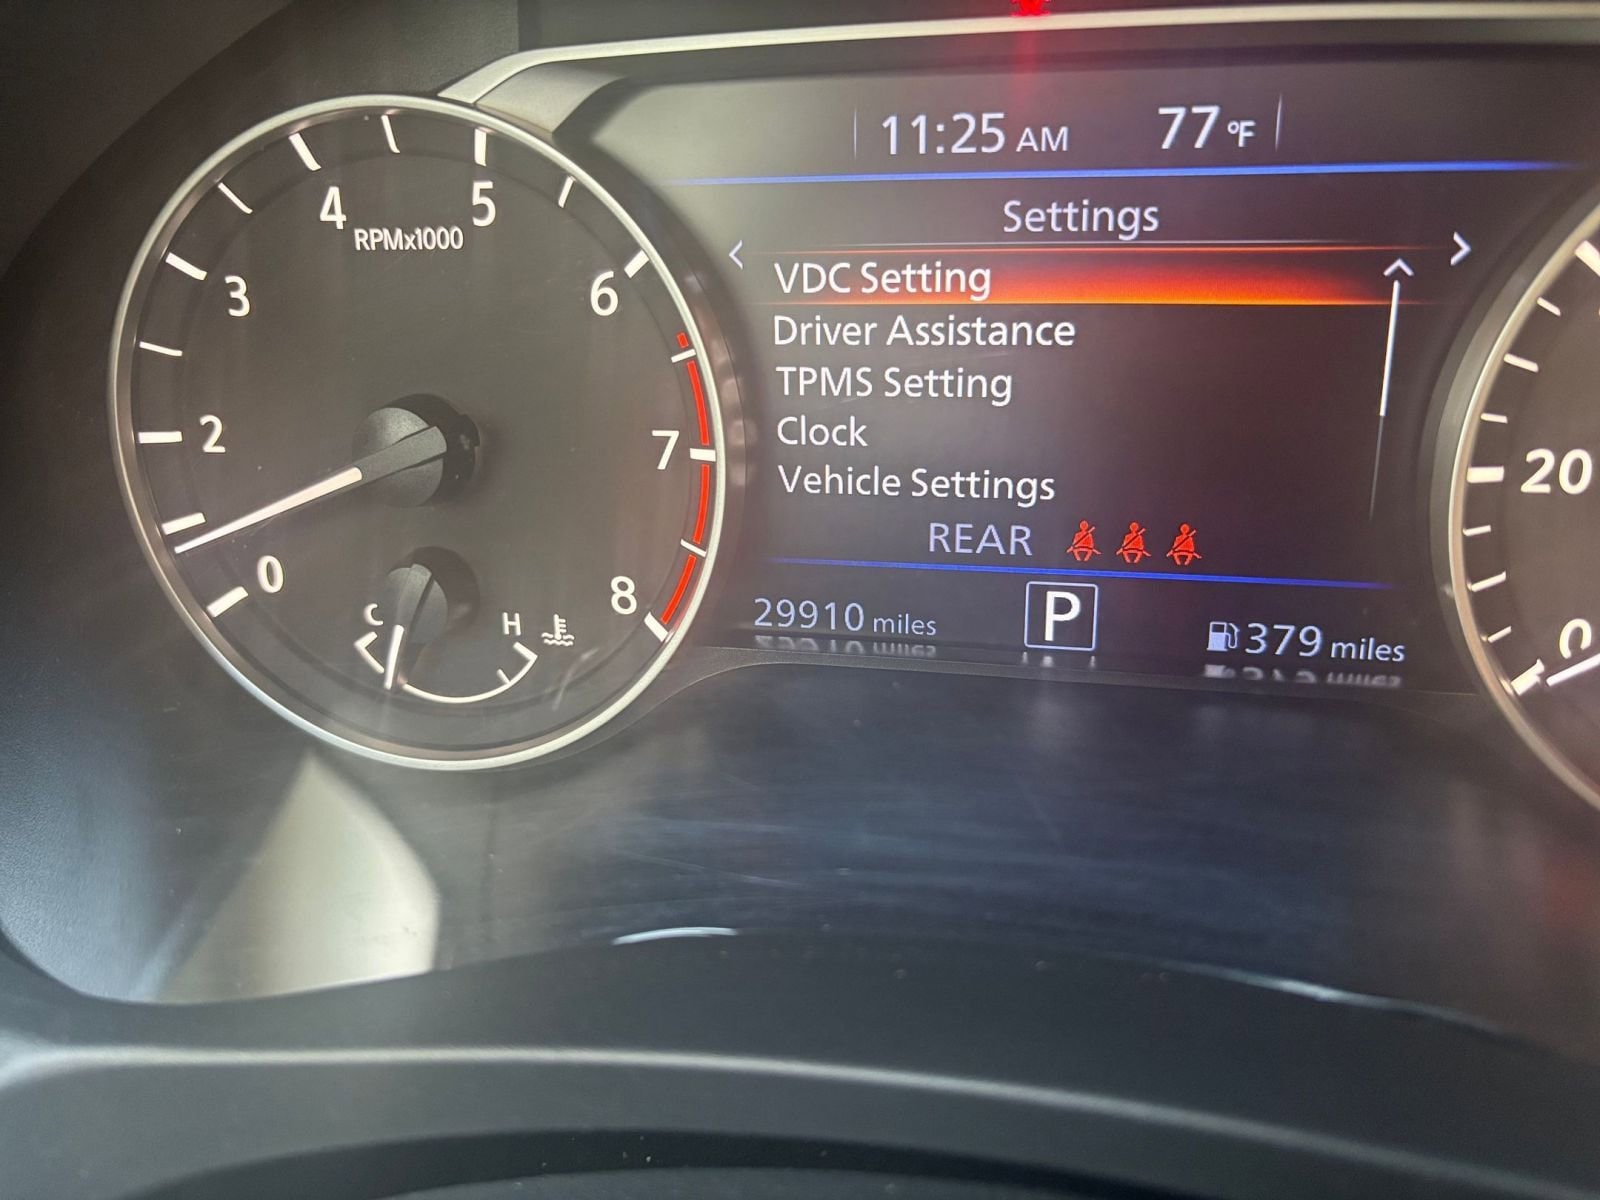 11:25 AM 77 °F
Settings
VDC Setting
Driver Assistance
TPMS Setting
Clock
Vehicle Settings
REAR
29910 miles P 379 miles
0
2
3
4
5
6
7
8
RPMx1000
C H
20
0